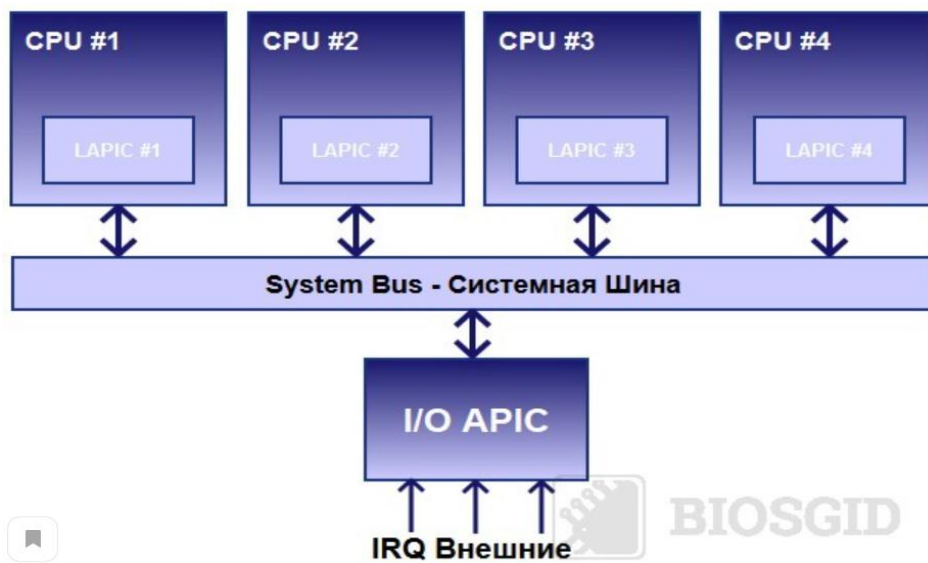 CPU #1
CPU #2
CPU #3
CPU #4
LAPIC #1
LAPIC #2
LAPIC #3
LAPIC #4
System Bus - Системная Шина
I/O APIC
BIOSGID
IRQ Внешние